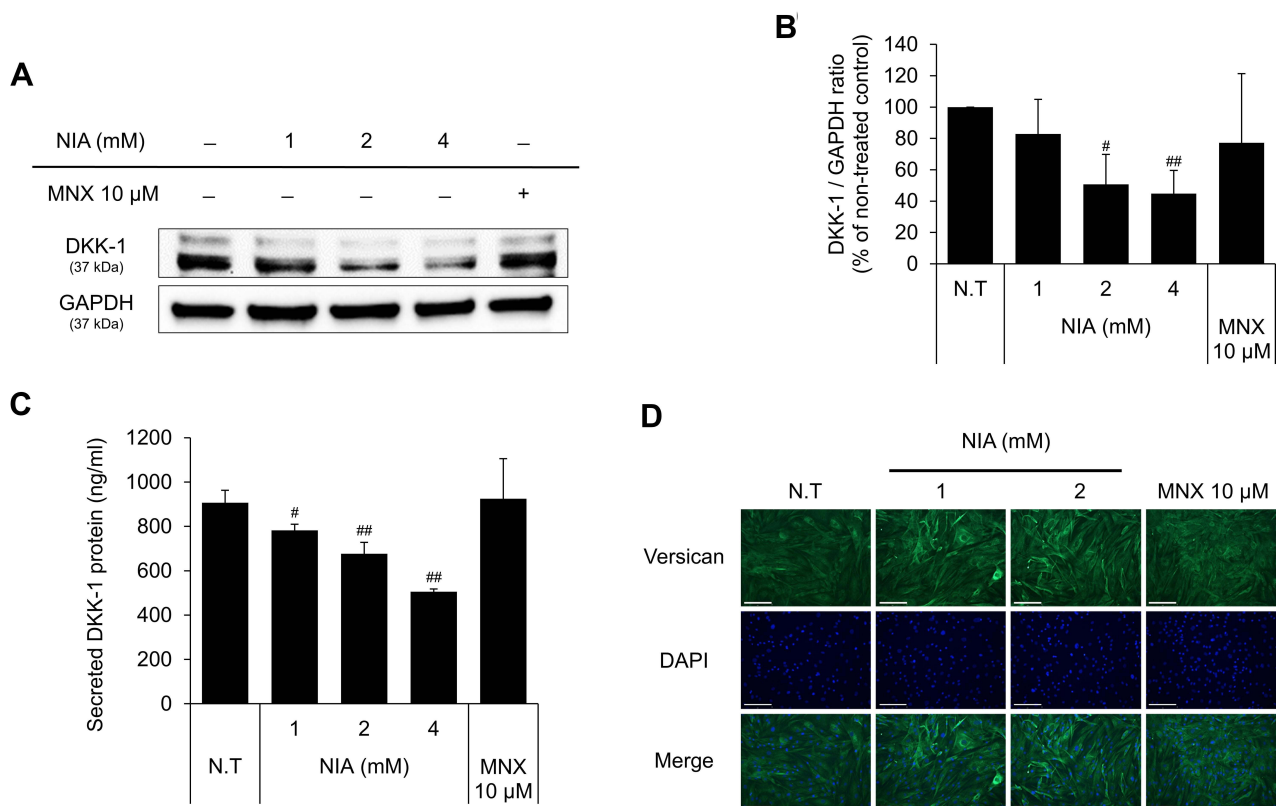 A
NIA (mM) – 1 2 4 –
MNX 10 µM – – – – +
DKK-1
(37 kDa)
GAPDH
(37 kDa)
B
DKK-1 / GAPDH ratio
(% of non-treated control)
140
120
100
80
60
40
20
0
# ##
N.T 1 2 4 MNX
10 µM
NIA (mM)
C
Secreted DKK-1 protein (ng/ml)
1200
1000
800
600
400
200
0
# ## ##
1 2 4
N.T NIA (mM) MNX
10 µM
D
NIA (mM)
N.T 1 2 MNX 10 µM
Versican
DAPI
Merge